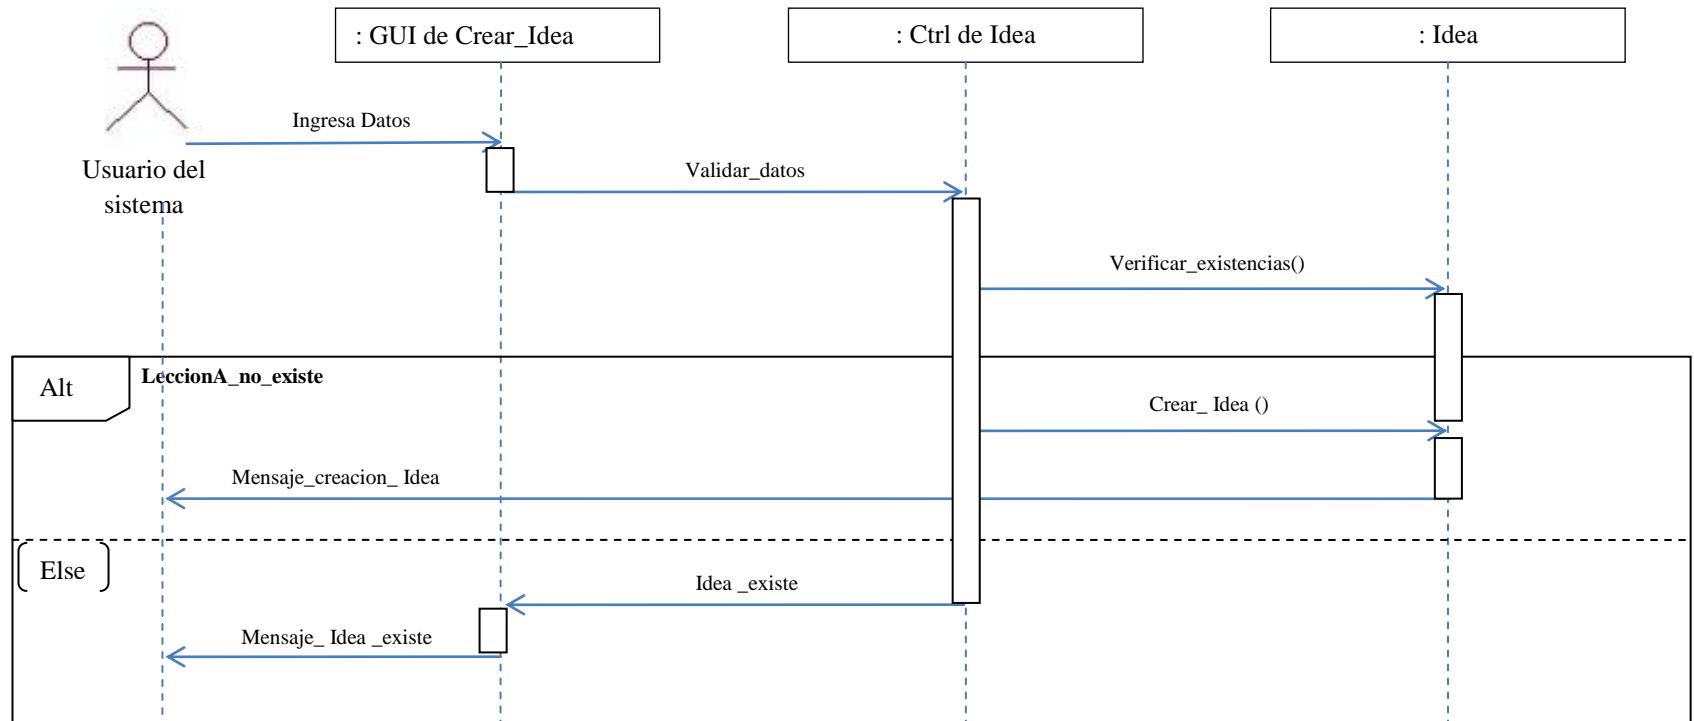 : GUI de Crear_Idea
: Ctrl de Idea
: Idea
Ingresa Datos
Usuario del
sistema
Validar_datos
Verificar_existencias()
Alt
LeccionA_no_existe
Crear_ Idea ()
Mensaje_creacion_ Idea
Else
Idea _existe
Mensaje_ Idea _existe